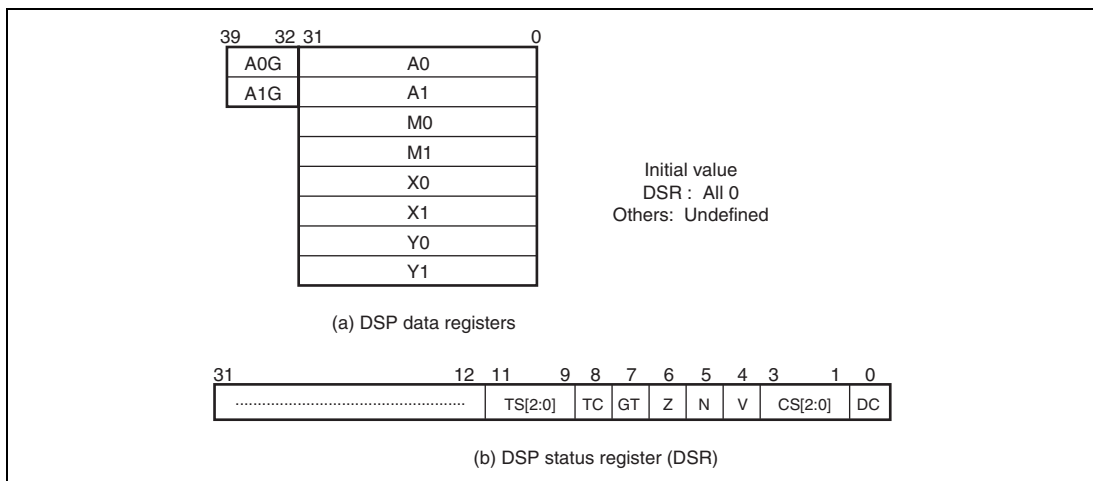 39 32 31 0
A0G A0
A1G A1
M0
M1
X0
X1
Y0
Y1
Initial value
DSR : All 0
Others: Undefined
(a) DSP data registers
31 12 11 9 8 7 6 5 4 3 1 0
TS[2:0] TC GT Z N V CS[2:0] DC
(b) DSP status register (DSR)